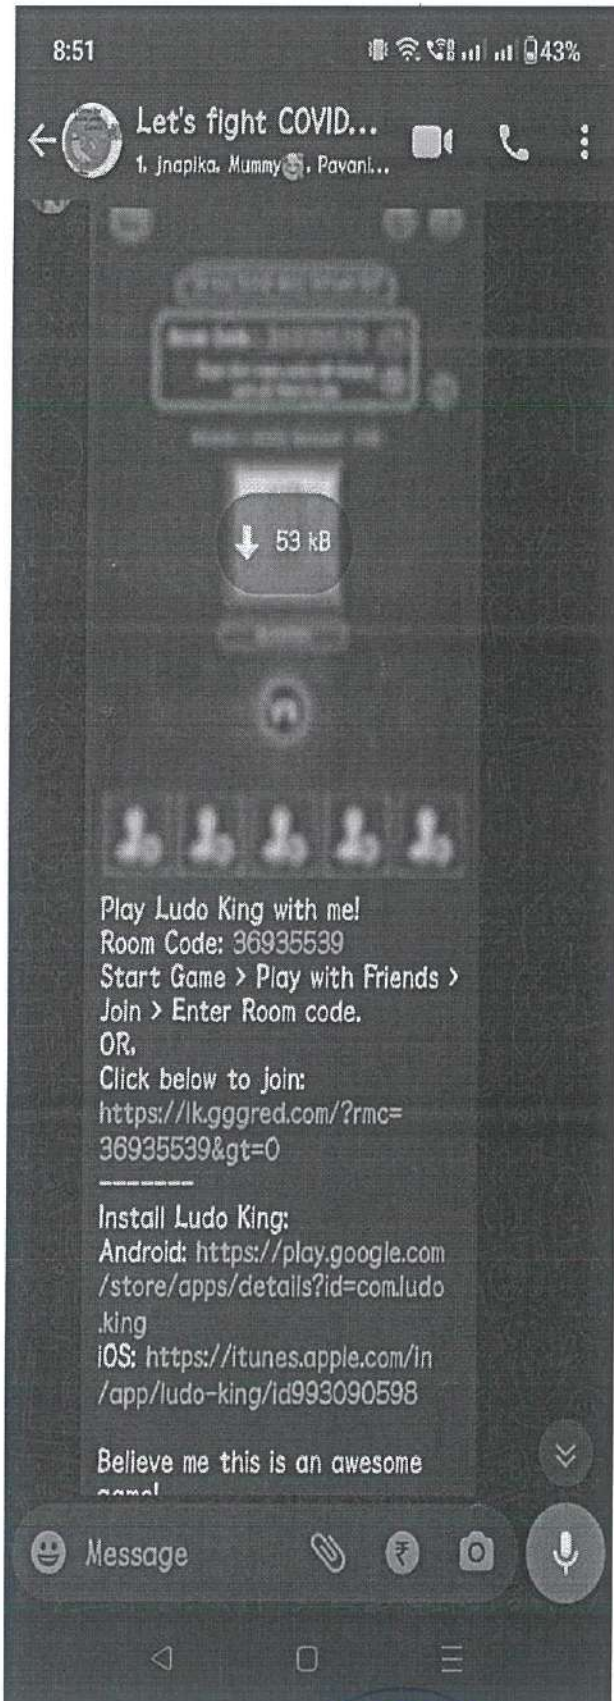 8:51
43%
Let's fight COVID...
1, jnapika, Mummy, Pavani...
53 kB
Play Ludo King with me!
Room Code: 36935539
Start Game > Play with Friends >
Join > Enter Room code.
OR,
Click below to join:
https://lk.gggred.com/?rmc=
36935539&gt=0
-------
Install Ludo King:
Android: https://play.google.com
/store/apps/details?id=com.ludo
.king
iOS: https://itunes.apple.com/in
/app/ludo-king/id993090598
Believe me this is an awesome
game!
Message
₹